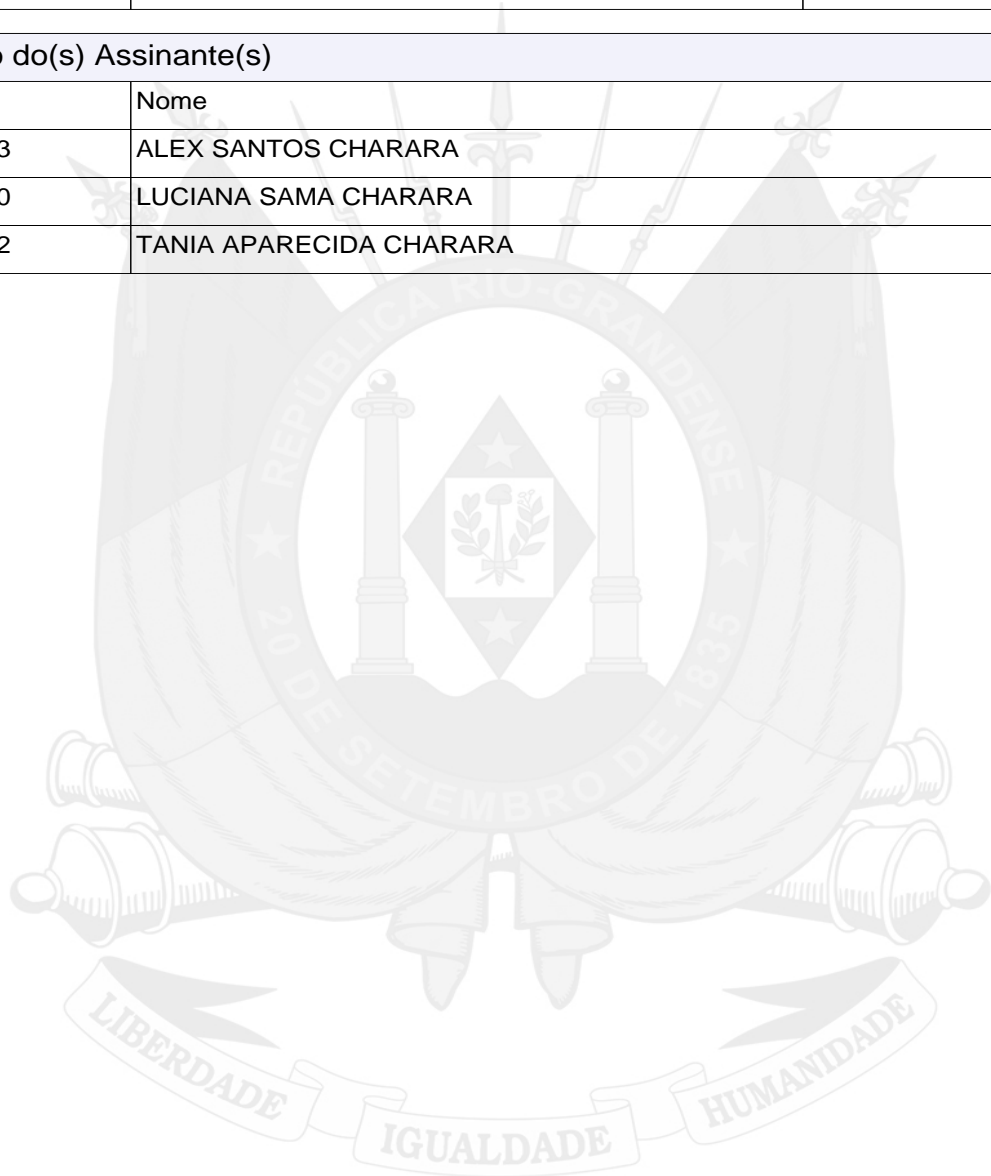 o do(s) Assinante(s)
Nome
3 ALEX SANTOS CHARARA
0 LUCIANA SAMA CHARARA
2 TANIA APARECIDA CHARARA
REPÚBLICA RIO-GRANDENSE
20 DE SETEMBRO DE 1835
LIBERDADE IGUALDADE HUMANIDADE